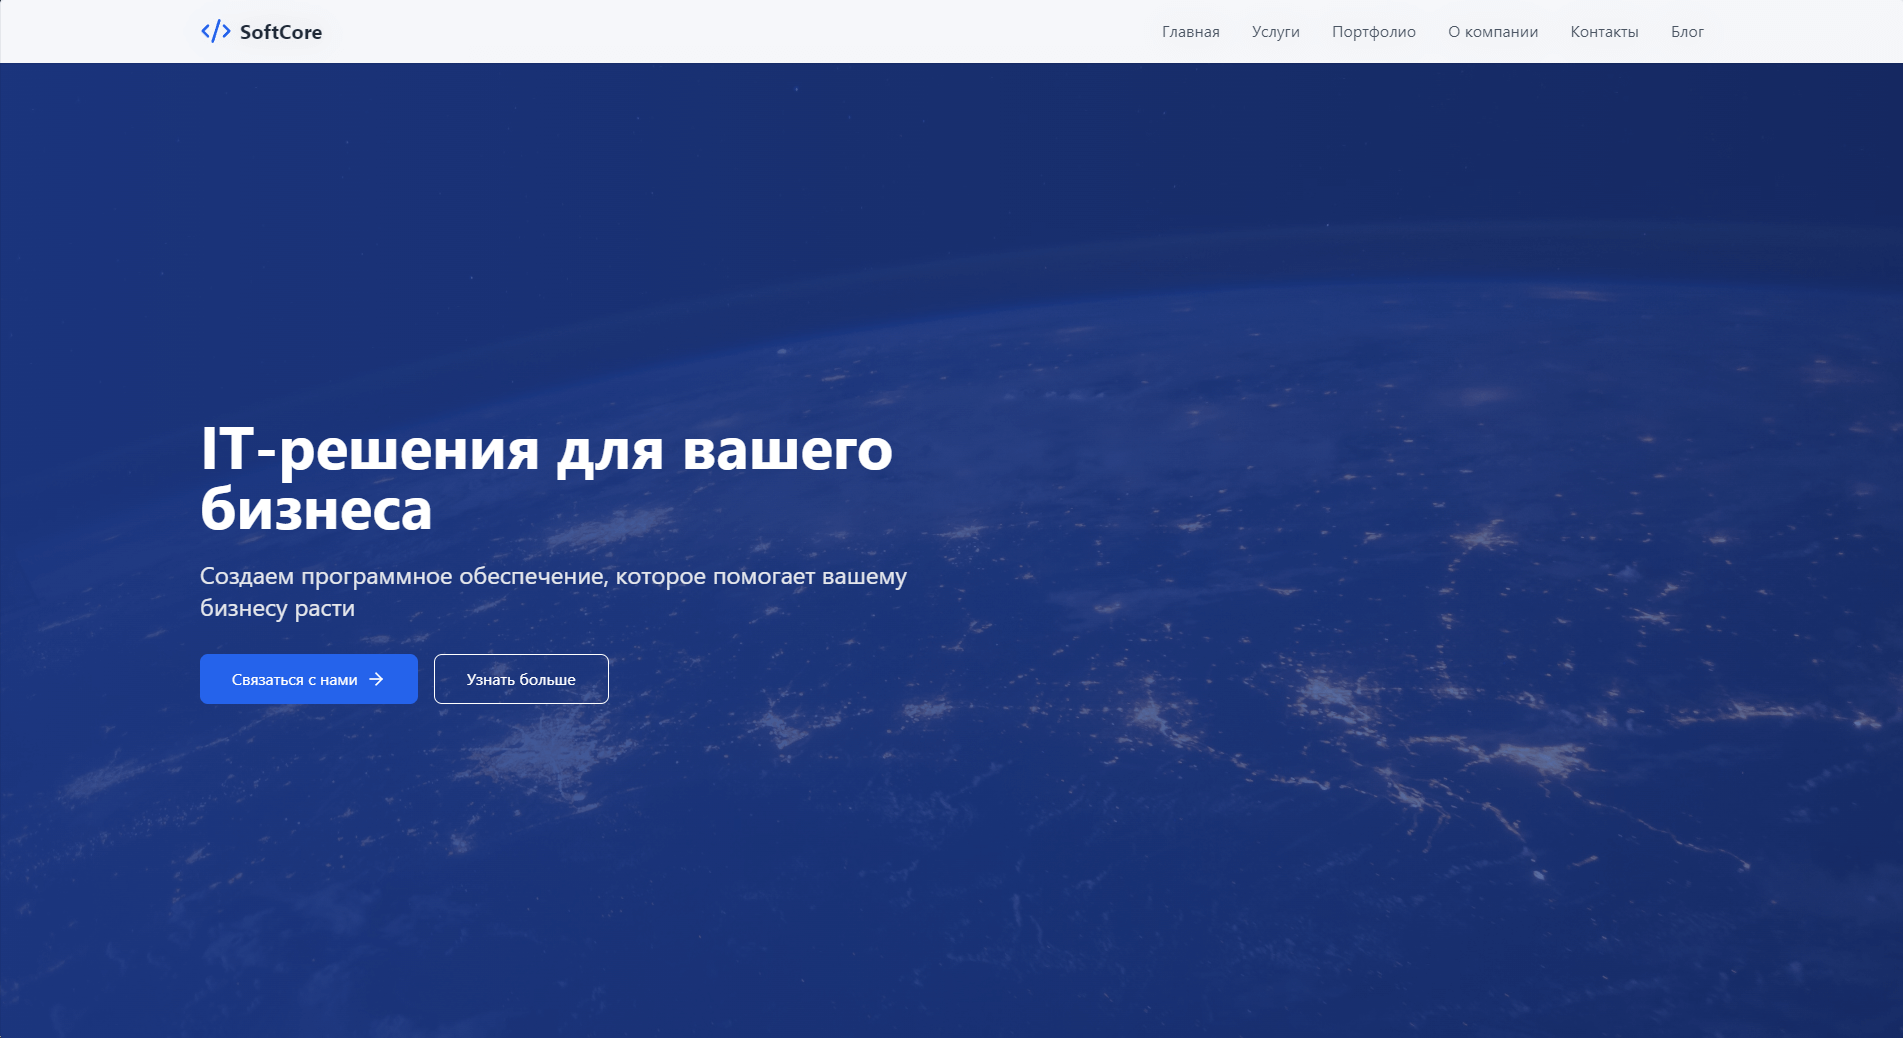 SoftCore
Главная Услуги Портфолио О компании Контакты Блог
IT-решения для вашего
бизнеса
Создаем программное обеспечение, которое помогает вашему
бизнесу расти
Связаться с нами → Узнать больше